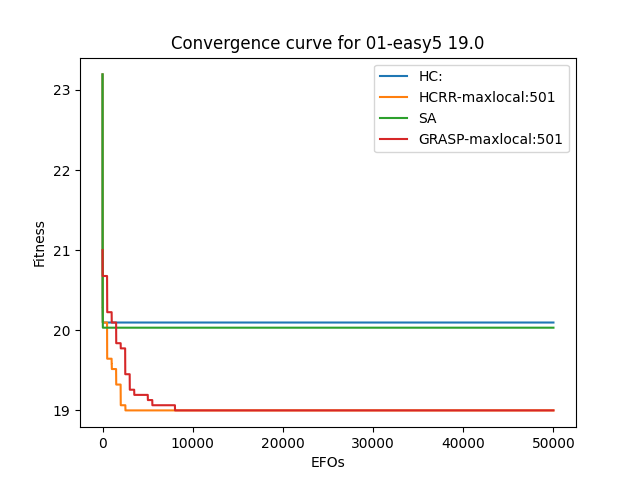 Convergence curve for 01-easy5 19.0
HC:
HCRR-maxlocal:501
SA
GRASP-maxlocal:501
Fitness
23
22
21
20
19
0 10000 20000 30000 40000 50000
EFOs